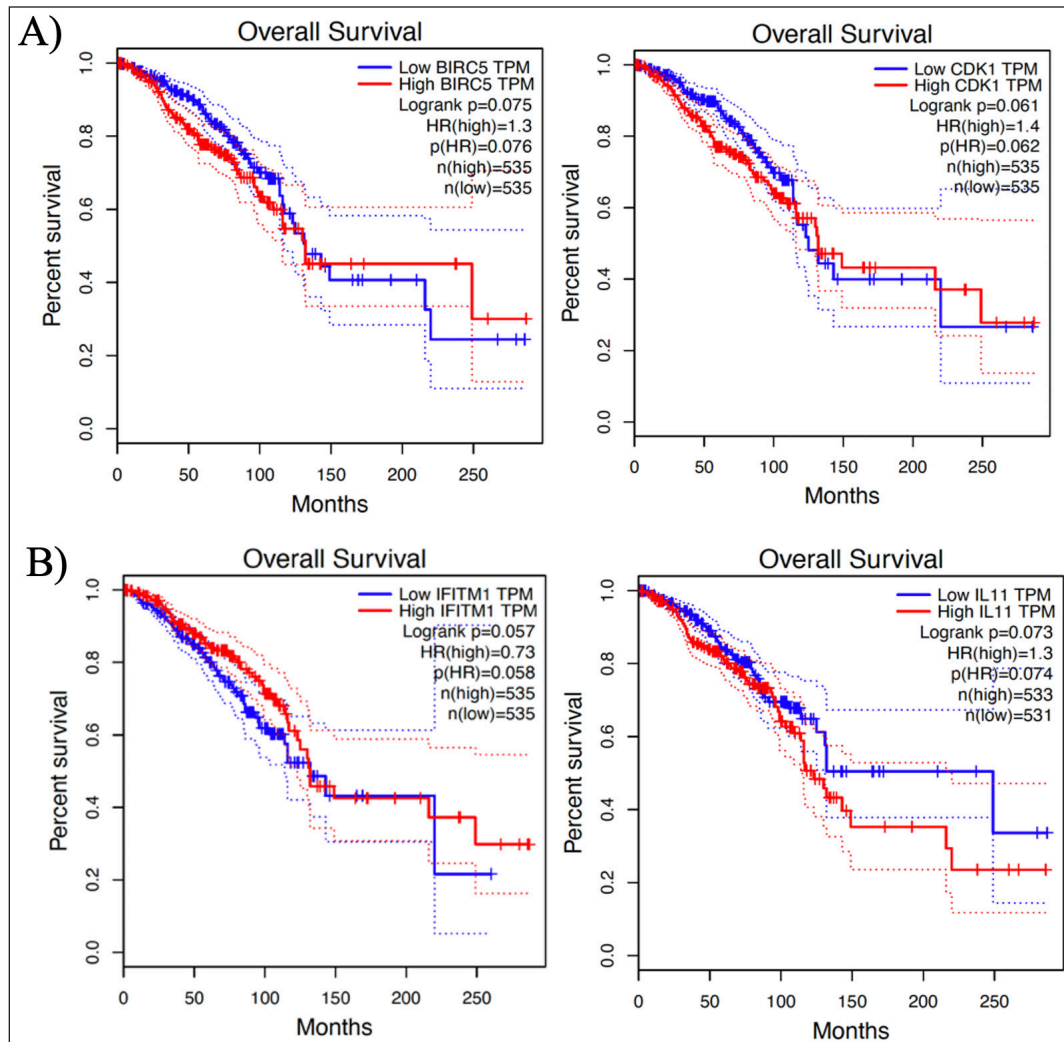 A)
Overall Survival
Low BIRC5 TPM
High BIRC5 TPM
Logrank p=0.075
HR(high)=1.3
p(HR)=0.076
n(high)=535
n(low)=535
Percent survival
0.0 0.2 0.4 0.6 0.8 1.0
0 50 100 150 200 250
Months
Overall Survival
Low CDK1 TPM
High CDK1 TPM
Logrank p=0.061
HR(high)=1.4
p(HR)=0.062
n(high)=535
n(low)=535
Percent survival
0.0 0.2 0.4 0.6 0.8 1.0
0 50 100 150 200 250
Months
B)
Overall Survival
Low IFITM1 TPM
High IFITM1 TPM
Logrank p=0.057
HR(high)=0.73
p(HR)=0.058
n(high)=535
n(low)=535
Percent survival
0.0 0.2 0.4 0.6 0.8 1.0
0 50 100 150 200 250
Months
Overall Survival
Low IL11 TPM
High IL11 TPM
Logrank p=0.073
HR(high)=1.3
p(HR)=0.074
n(high)=533
n(low)=531
Percent survival
0.0 0.2 0.4 0.6 0.8 1.0
0 50 100 150 200 250
Months